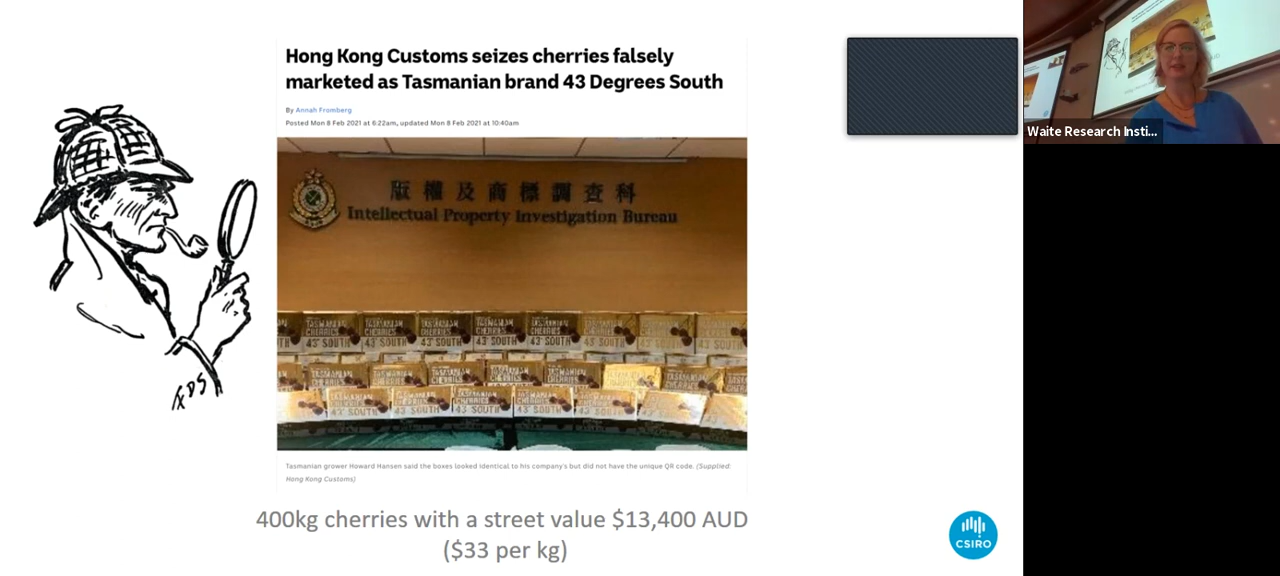 Hong Kong Customs seizes cherries falsely
marketed as Tasmanian brand 43 Degrees South
By Annah Fromberg
Posted Mon 8 Feb 2021 at 6:22am, updated Mon 8 Feb 2021 at 10:40am
版權及商標調查科
Intellectual Property Investigation Bureau
TASMANIAN CHERRIES
43° SOUTH
Tasmanian grower Howard Hansen said the boxes looked identical to his company's but did not have the unique QR code. (Supplied:
Hong Kong Customs)
400kg cherries with a street value $13,400 AUD
($33 per kg)
FDS
CSIRO
Waite Research Insti...